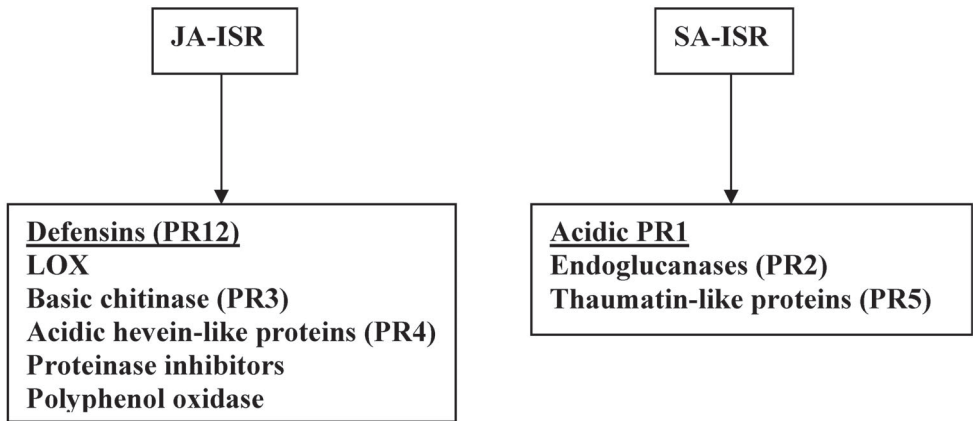 JA-ISR
SA-ISR
Defensins (PR12)
LOX
Basic chitinase (PR3)
Acidic hevein-like proteins (PR4)
Proteinase inhibitors
Polyphenol oxidase
Acidic PR1
Endoglucanases (PR2)
Thaumatin-like proteins (PR5)